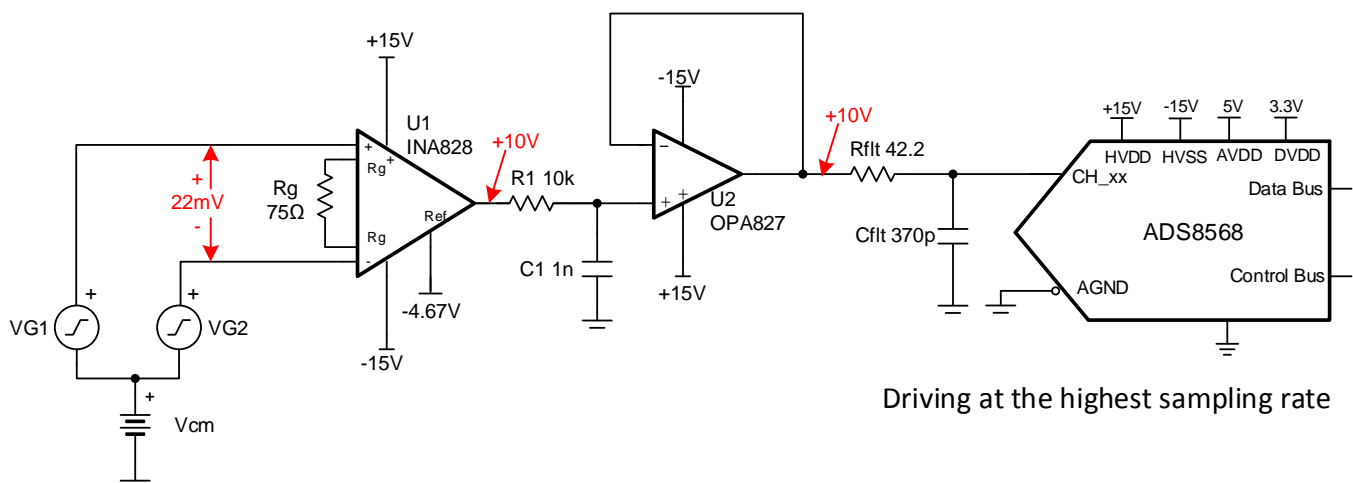 +15V
U1
INA828
+
+
Rg
Rg
75Ω
Rg
Ref
-
+
22mV
-
-4.67V
-15V
+
VG1
+
VG2
+
Vcm
+10V
R1 10k
C1 1n
-15V
−
+
+
U2
OPA827
+15V
+10V
Rflt 42.2
Cflt 370p
+15V
-15V
5V
3.3V
HVDD
HVSS
AVDD
DVDD
CH_xx
Data Bus
ADS8568
Control Bus
AGND
Driving at the highest sampling rate